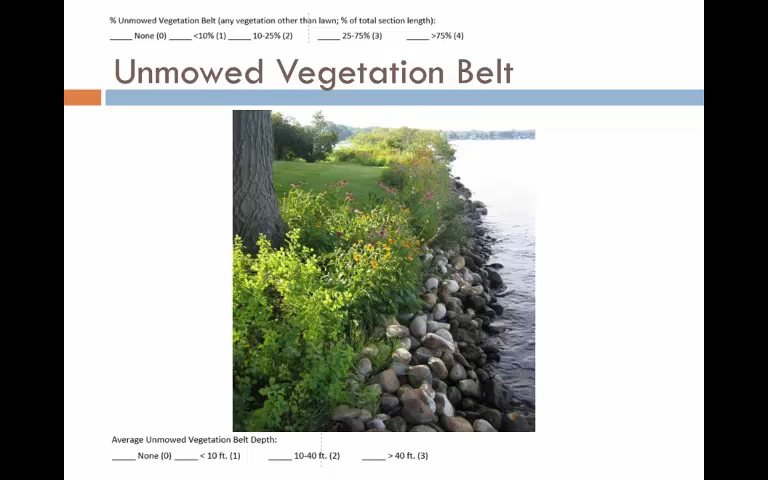 % Unmowed Vegetation Belt (any vegetation other than lawn; % of total section length):
_____ None (0) _____ <10% (1) _____ 10-25% (2) _____ 25-75% (3) _____ >75% (4)
Unmowed Vegetation Belt
Average Unmowed Vegetation Belt Depth:
_____ None (0) _____ < 10 ft. (1) _____ 10-40 ft. (2) _____ > 40 ft. (3)